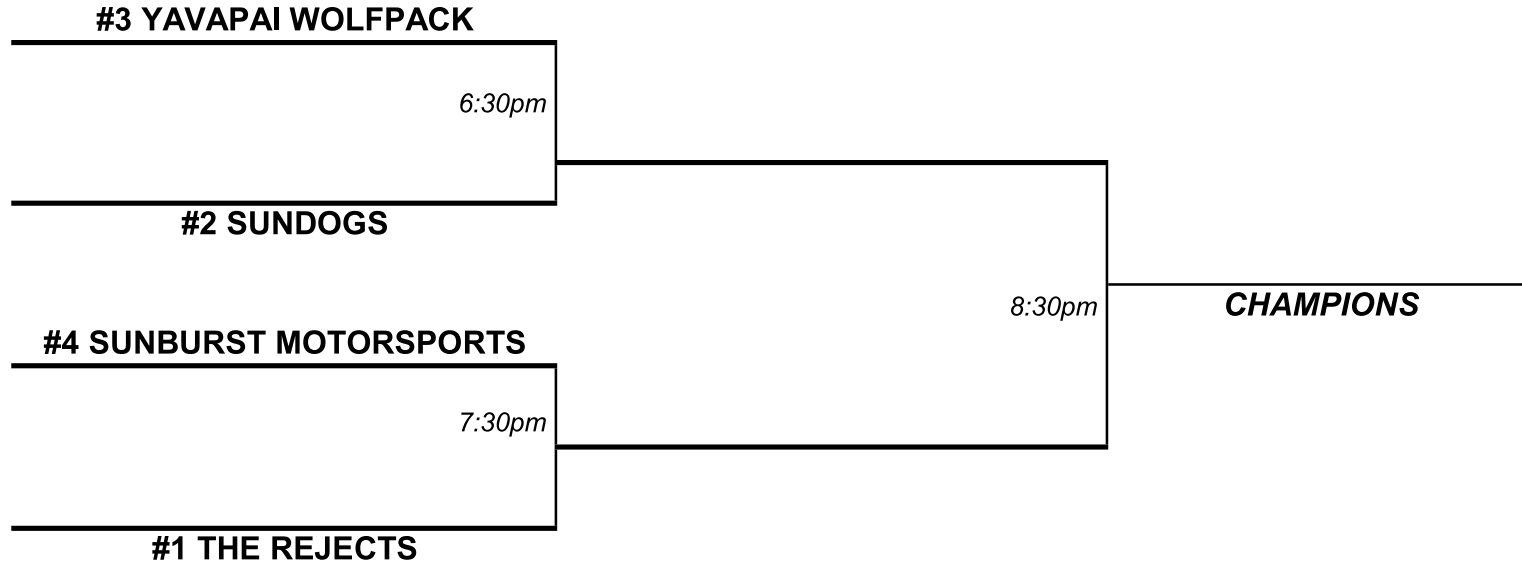 #3 YAVAPAI WOLFPACK
6:30pm
#2 SUNDOGS
8:30pm
CHAMPIONS
#4 SUNBURST MOTORSPORTS
7:30pm
#1 THE REJECTS